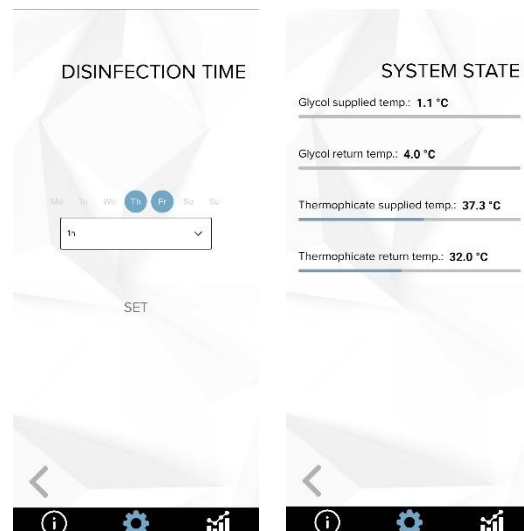 DISINFECTION TIME
Mo Tu We Th Fr Sa Su
1h
SET
SYSTEM STATE
Glycol supplied temp.: 1.1 °C
Glycol return temp.: 4.0 °C
Thermophicate supplied temp.: 37.3 °C
Thermophicate return temp.: 32.0 °C